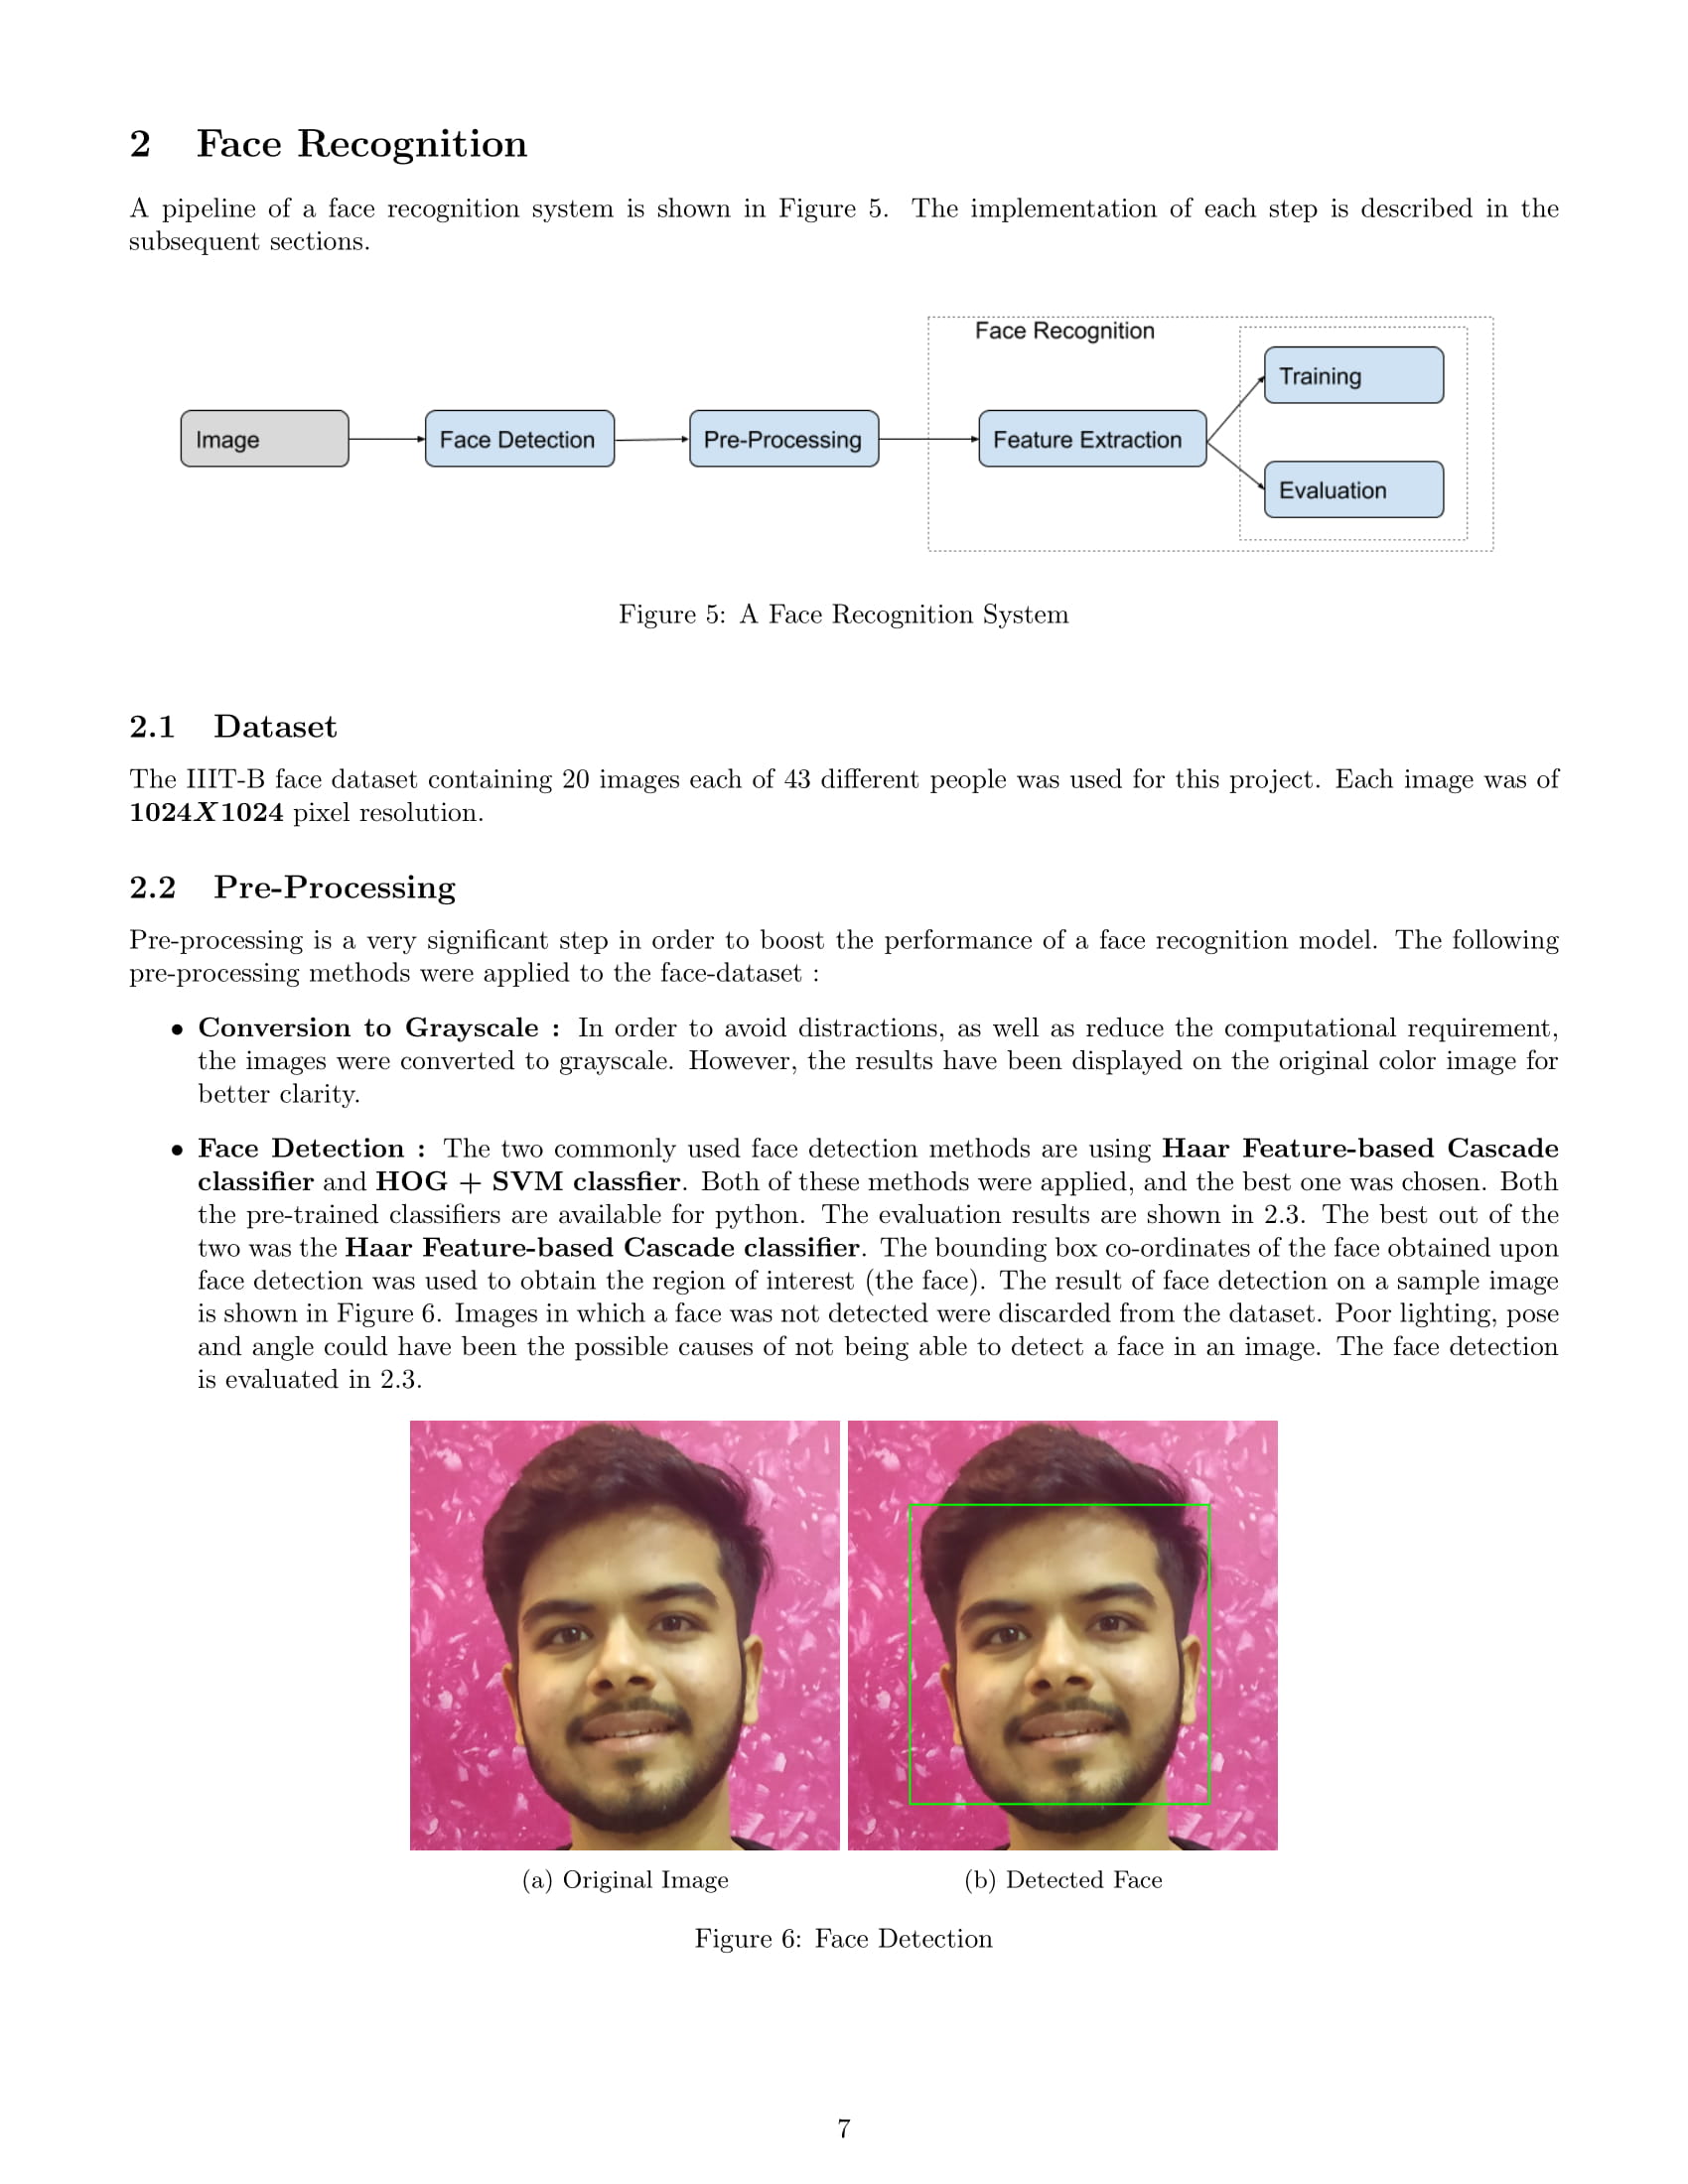 2 Face Recognition
A pipeline of a face recognition system is shown in Figure 5. The implementation of each step is described in the
subsequent sections.
Face Recognition
Training
Image
Face Detection
Pre-Processing
Feature Extraction
Evaluation
Figure 5: A Face Recognition System
2.1 Dataset
The IIIT-B face dataset containing 20 images each of 43 different people was used for this project. Each image was of
1024X1024 pixel resolution.
2.2 Pre-Processing
Pre-processing is a very significant step in order to boost the performance of a face recognition model. The following
pre-processing methods were applied to the face-dataset :
• Conversion to Grayscale : In order to avoid distractions, as well as reduce the computational requirement,
the images were converted to grayscale. However, the results have been displayed on the original color image for
better clarity.
• Face Detection : The two commonly used face detection methods are using Haar Feature-based Cascade
classifier and HOG + SVM classfier. Both of these methods were applied, and the best one was chosen. Both
the pre-trained classifiers are available for python. The evaluation results are shown in 2.3. The best out of the
two was the Haar Feature-based Cascade classifier. The bounding box co-ordinates of the face obtained upon
face detection was used to obtain the region of interest (the face). The result of face detection on a sample image
is shown in Figure 6. Images in which a face was not detected were discarded from the dataset. Poor lighting, pose
and angle could have been the possible causes of not being able to detect a face in an image. The face detection
is evaluated in 2.3.
(a) Original Image
(b) Detected Face
Figure 6: Face Detection
7